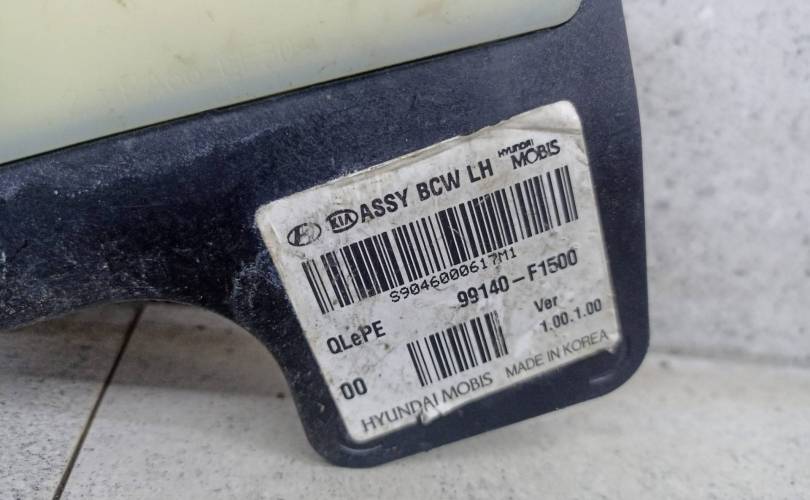 KIA ASSY BCW LH HYUNDAI MOBIS
S9046000617M1
99140-F1500
QLePE
Ver
1.00.1.00
00
HYUNDAI MOBIS MADE IN KOREA